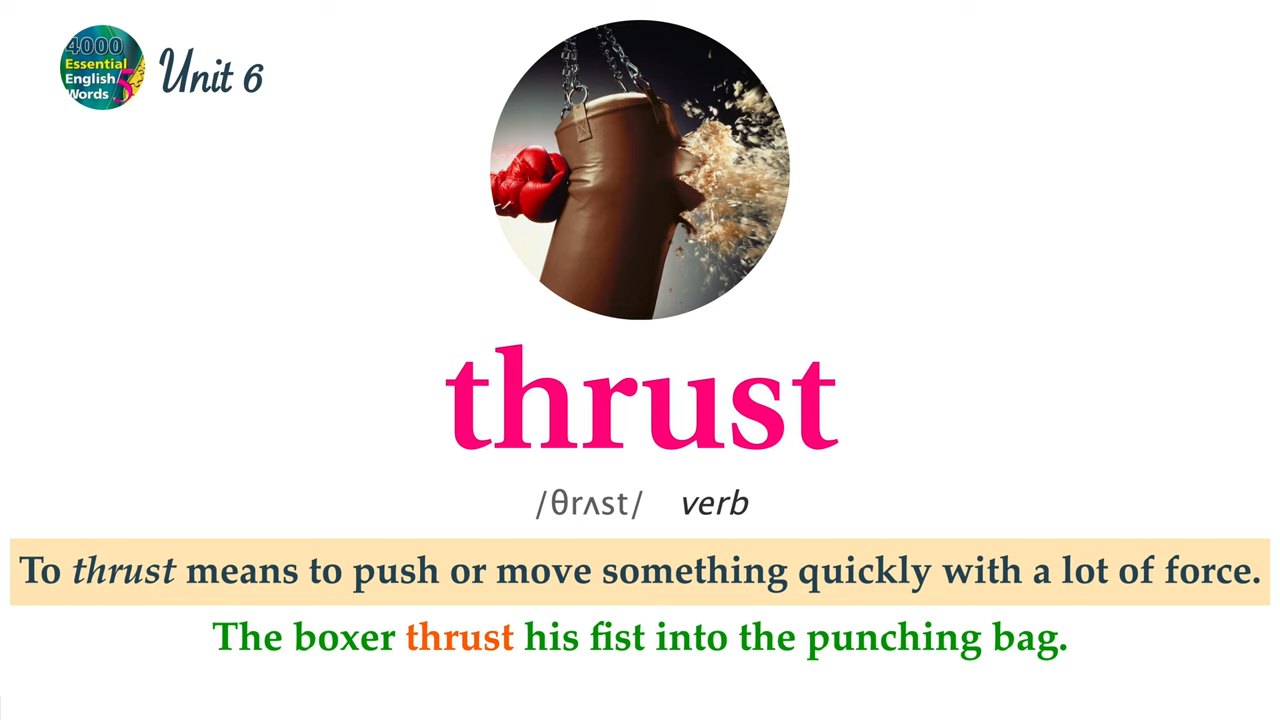 4000
Essential
English
Words 5
Unit 6
thrust
/θrʌst/ verb
To thrust means to push or move something quickly with a lot of force.
The boxer thrust his fist into the punching bag.